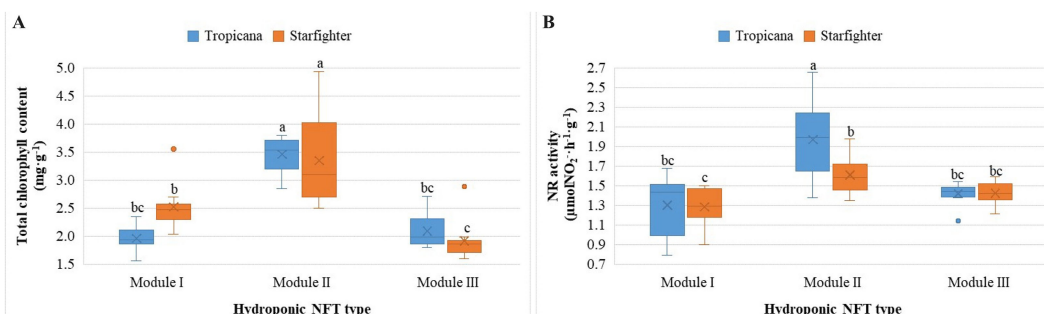 A
Tropicana Starfighter
Total chlorophyll content
(mg·g⁻¹)
5.0
4.5
4.0
3.5
3.0
2.5
2.0
1.5
bc
b
a
a
bc
c
Module I Module II Module III
Hydroponic NFT type
B
Tropicana Starfighter
NR activity
(µmolNO₂⁻·h⁻¹·g⁻¹)
2.7
2.5
2.3
2.1
1.9
1.7
1.5
1.3
1.1
0.9
0.7
bc
c
a
b
bc
bc
Module I Module II Module III
Hydroponic NFT type